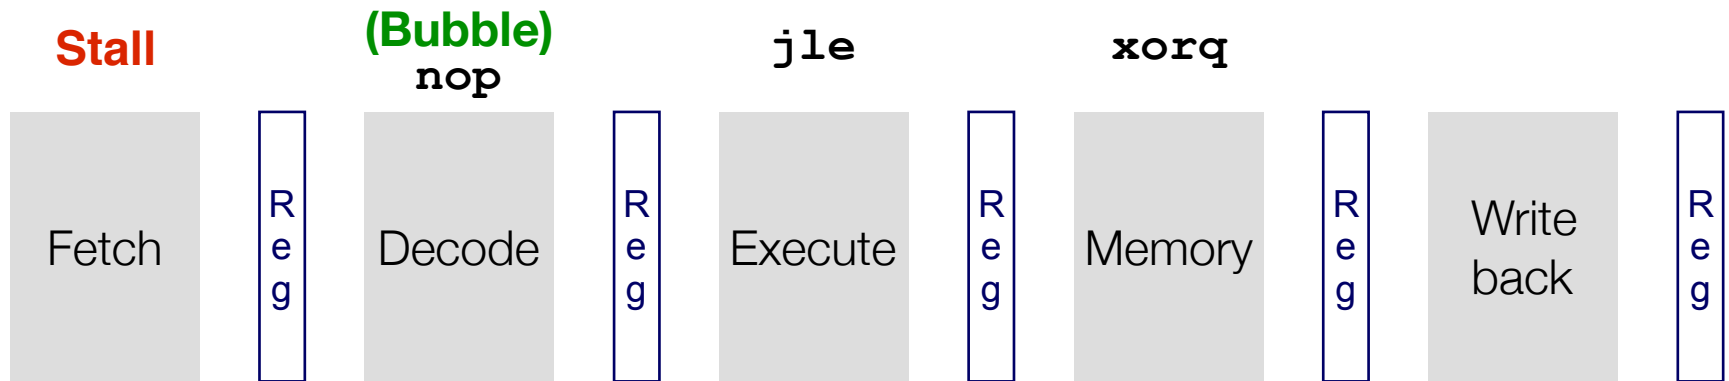 Stall
(Bubble)
nop
jle
xorq
Fetch
R
e
g
Decode
R
e
g
Execute
R
e
g
Memory
R
e
g
Write
back
R
e
g